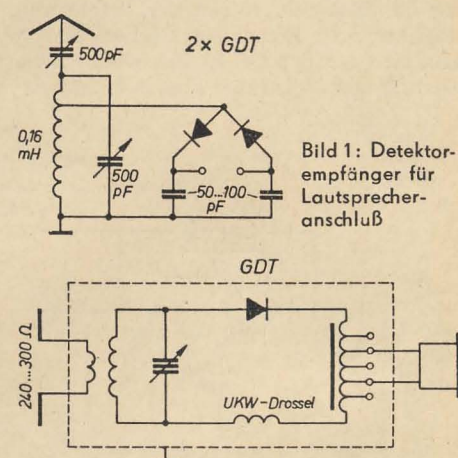 500pF
2× GDT
0,16
mH
500
pF
50...100
pF
Bild 1: Detektor-
empfänger für
Lautsprecher-
anschluß
GDT
240...300 Ω
UKW-Drossel